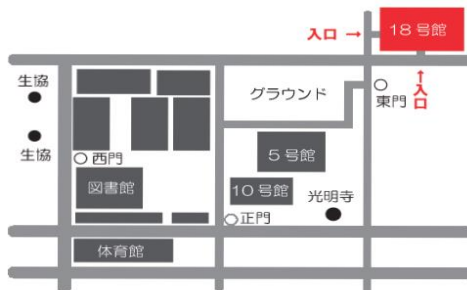 入口 →
18号館
生協
グラウンド
東門
↑
入口
生協
西門
5号館
図書館
10号館
光明寺
正門
体育館